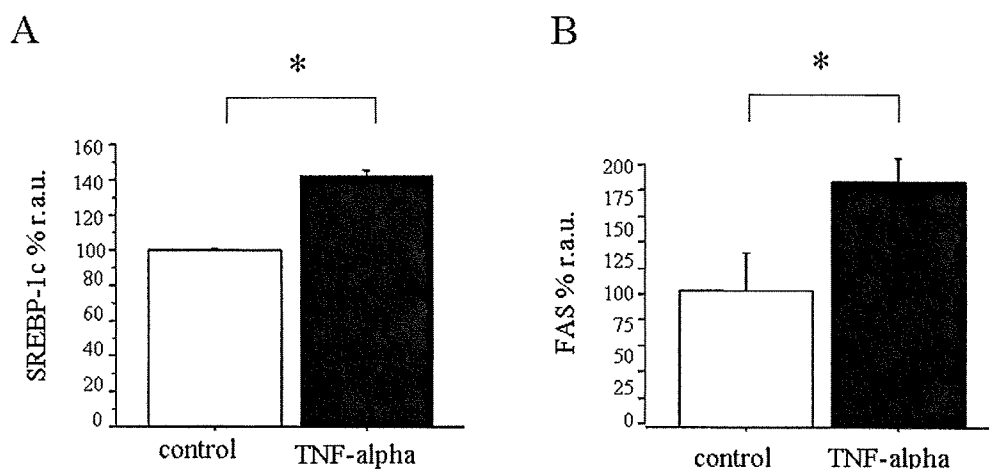 A
*
SREBP-1c % r.a.u.
160
140
120
100
80
60
40
20
0
control
TNF-alpha
B
*
FAS % r.a.u.
200
175
150
125
100
75
50
25
0
control
TNF-alpha